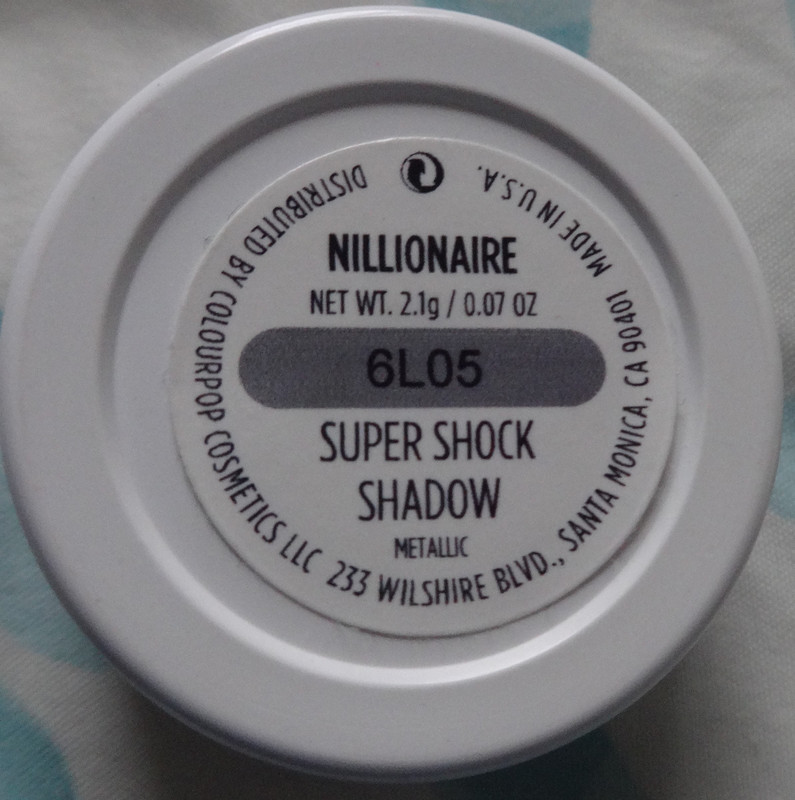 NILLIONAIRE
NET WT. 2.1g / 0.07 OZ
6L05
SUPER SHOCK
SHADOW
METALLIC
DISTRIBUTED BY COLOURPOP COSMETICS LLC 233 WILSHIRE BLVD., SANTA MONICA, CA 90401 MADE IN U.S.A.